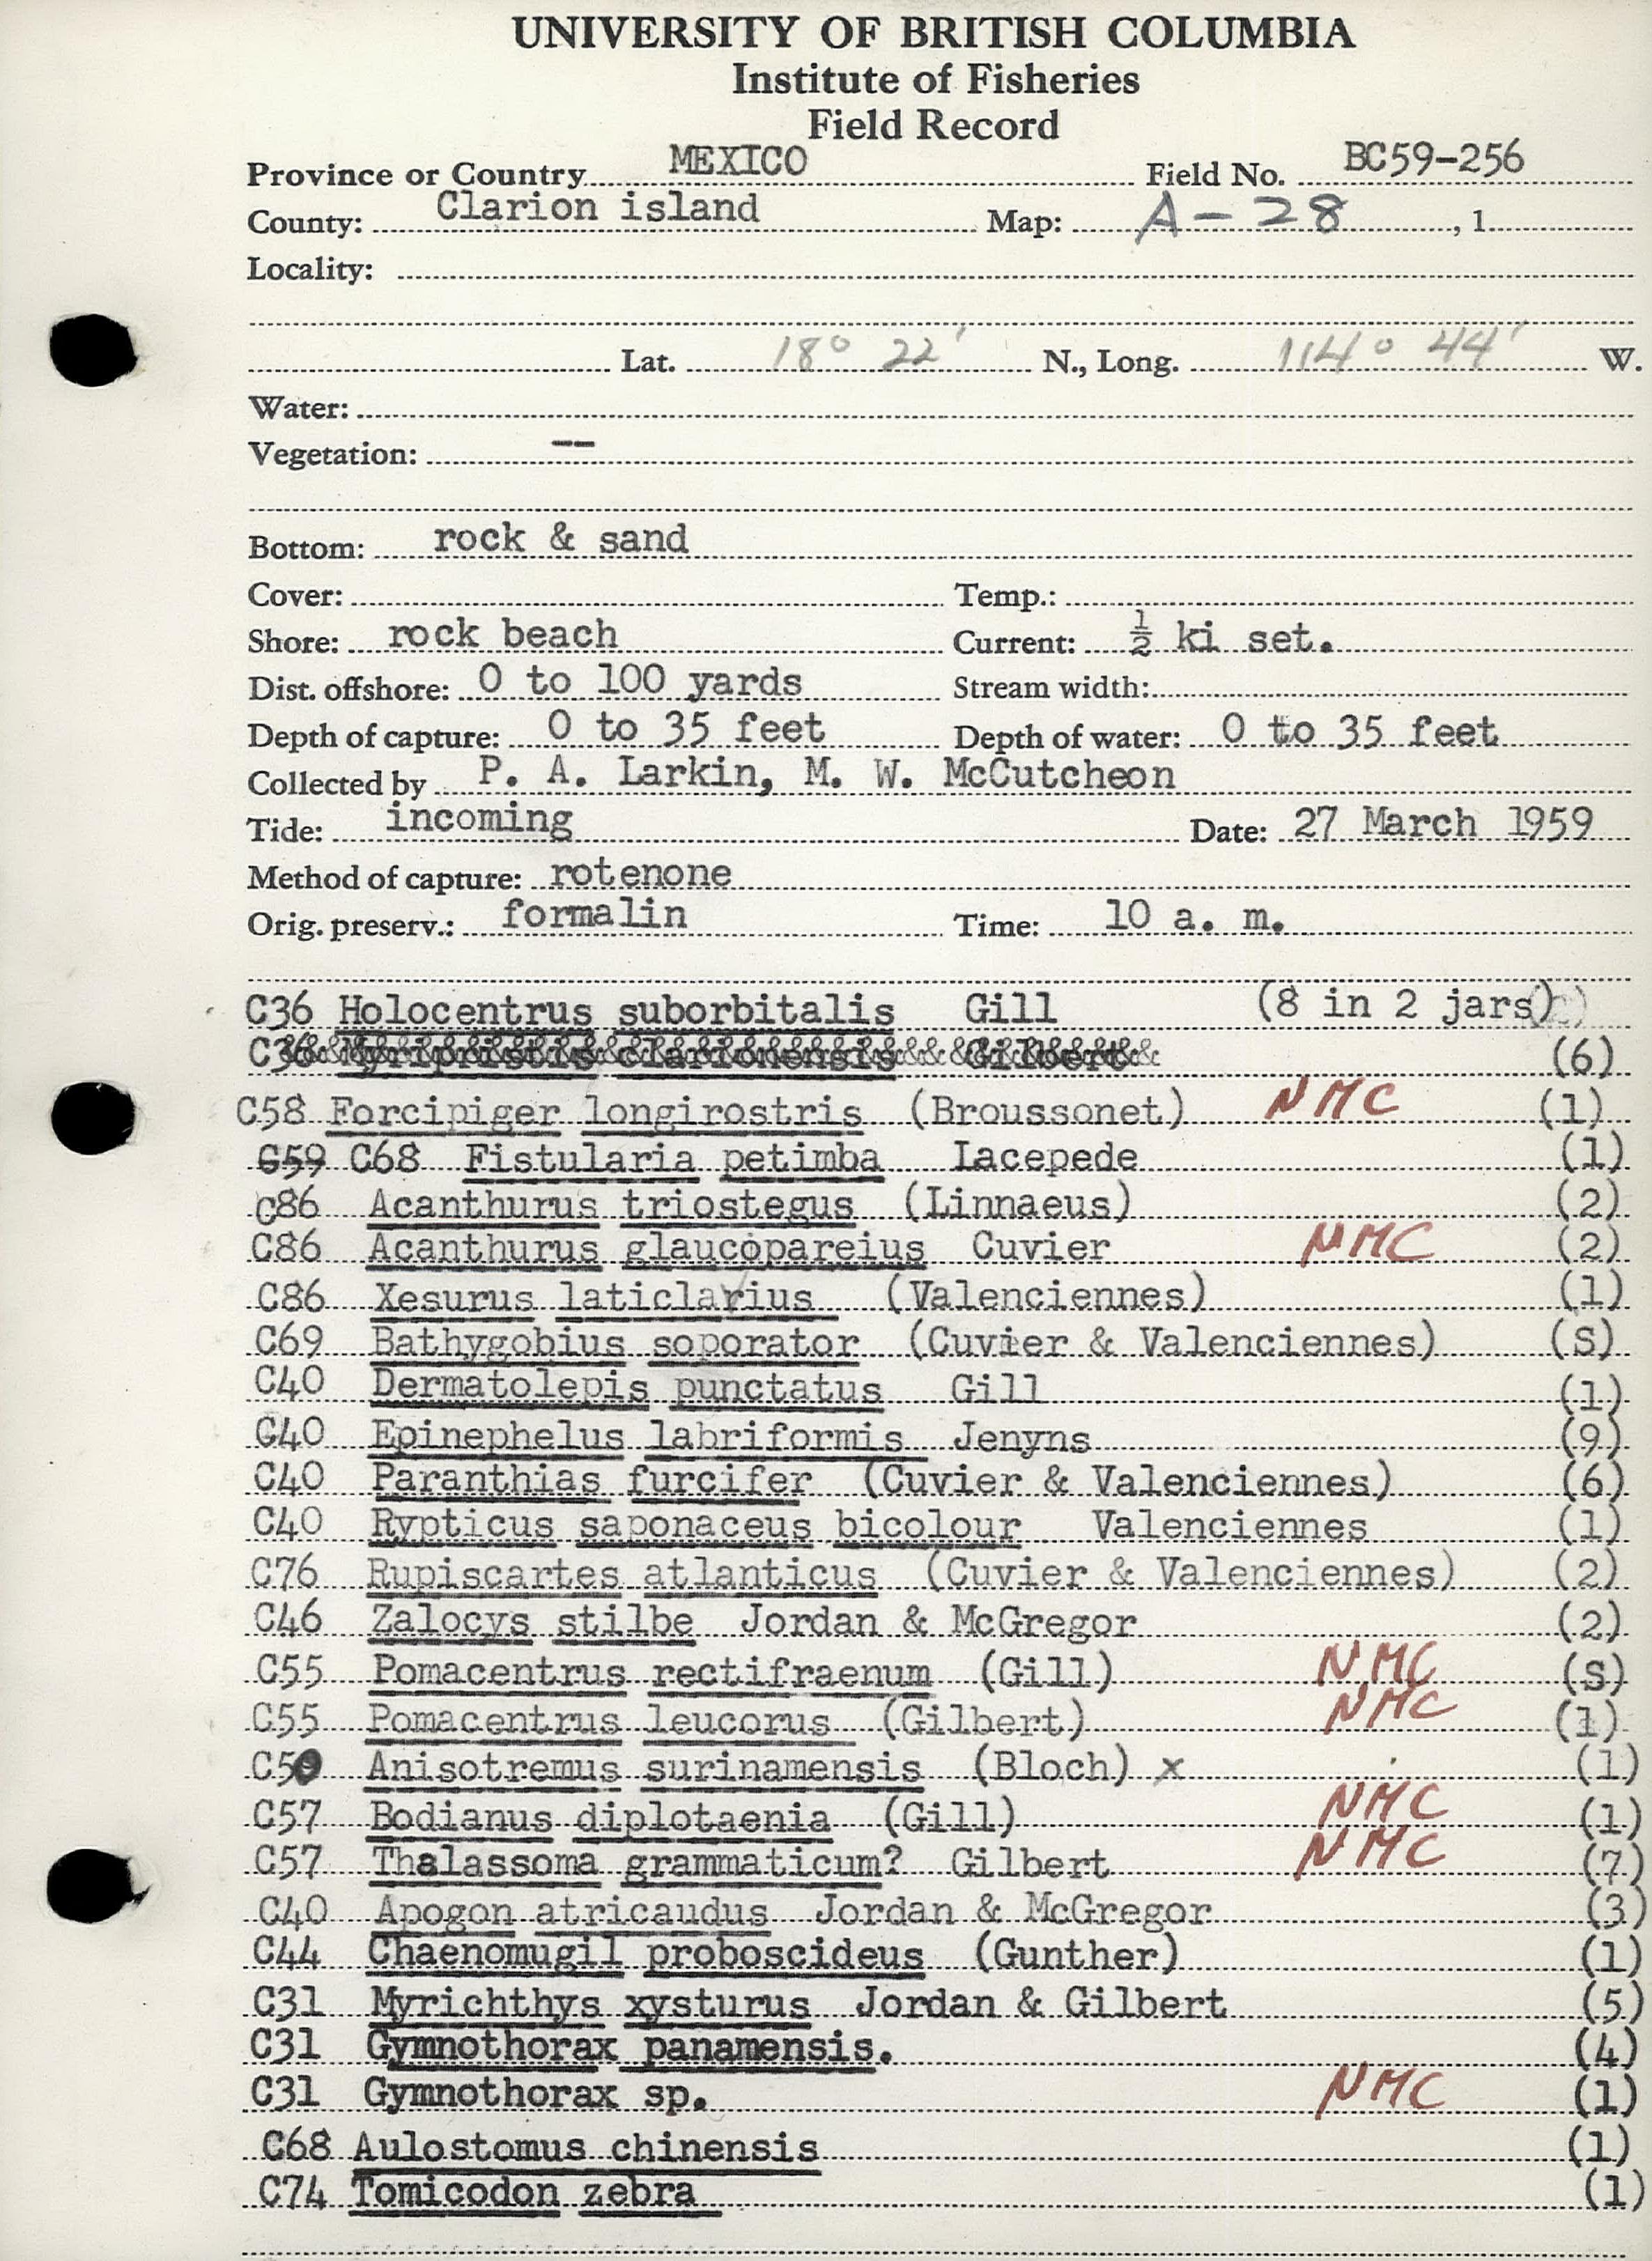 UNIVERSITY OF BRITISH COLUMBIA
Institute of Fisheries
Field Record
Province or Country MEXICO Field No. BC59-256
County: Clarion island Map: A-28, 1
Locality:
Lat. 18° 22' N., Long. 114° 44' W.
Water:
Vegetation: --
Bottom: rock & sand
Cover: Temp.:
Shore: rock beach Current: ½ ki set.
Dist. offshore: 0 to 100 yards Stream width:
Depth of capture: 0 to 35 feet Depth of water: 0 to 35 feet
Collected by P. A. Larkin, M. W. McCutcheon
Tide: incoming Date: 27 March 1959
Method of capture: rotenone
Orig. preserv.: formalin Time: 10 a. m.
C36 Holocentrus suborbitalis Gill (8 in 2 jars)
C36 Myripristis clarionensis Gilbert (6)
C58 Forcipiger longirostris (Broussonet) NMC (1)
C59 C68 Fistularia petimba Lacepede (1)
C86 Acanthurus triostegus (Linnaeus) (2)
C86 Acanthurus glaucopareius Cuvier NMC (2)
C86 Xesurus laticlavius (Valenciennes) (1)
C69 Bathygobius soporator (Cuvier & Valenciennes) (S)
C40 Dermatolepis punctatus Gill (1)
C40 Epinephelus labriformis Jenyns (9)
C40 Paranthias furcifer (Cuvier & Valenciennes) (6)
C40 Rypticus saponaceus bicolour Valenciennes (1)
C76 Rupiscartes atlanticus (Cuvier & Valenciennes) (2)
C46 Zalocys stilbe Jordan & McGregor (2)
C55 Pomacentrus rectifraenum (Gill) NMC (S)
C55 Pomacentrus leucorus (Gilbert) NMC (1)
C50 Anisotremus surinamensis (Bloch) x (1)
C57 Bodianus diplotaenia (Gill) NMC (1)
C57 Thalassoma grammaticum? Gilbert NMC (7)
C40 Apogon atricaudus Jordan & McGregor (3)
C44 Chaenomugil proboscideus (Gunther) (1)
C31 Myrichthys xysturus Jordan & Gilbert (5)
C31 Gymnothorax panamensis. (4)
C31 Gymnothorax sp. NMC (1)
C68 Aulostomus chinensis (1)
C74 Tomicodon zebra (1)